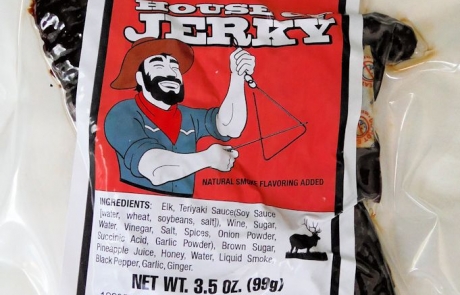 HOUSE OF
JERKY
NATURAL SMOKE FLAVORING ADDED
INGREDIENTS: Elk, Teriyaki Sauce(Soy Sauce
[water, wheat, soybeans, salt]), Wine, Sugar,
Water, Vinegar, Salt, Spices, Onion Powder,
Succinic Acid, Garlic Powder), Brown Sugar,
Pineapple Juice, Honey, Water, Liquid Smoke,
Black Pepper, Garlic, Ginger.
NET WT. 3.5 OZ. (99g)